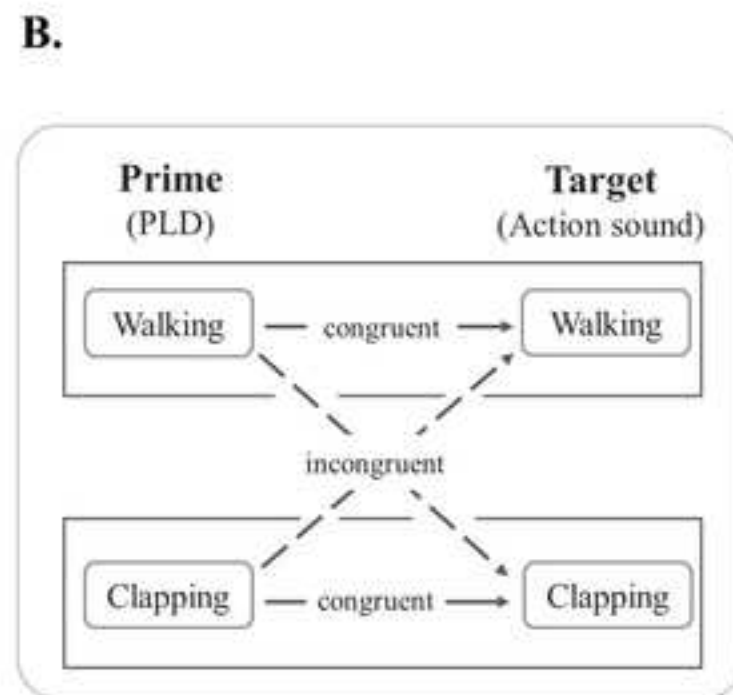 B.
Prime Target
(PLD) (Action sound)
Walking congruent Walking
incongruent
Clapping congruent Clapping